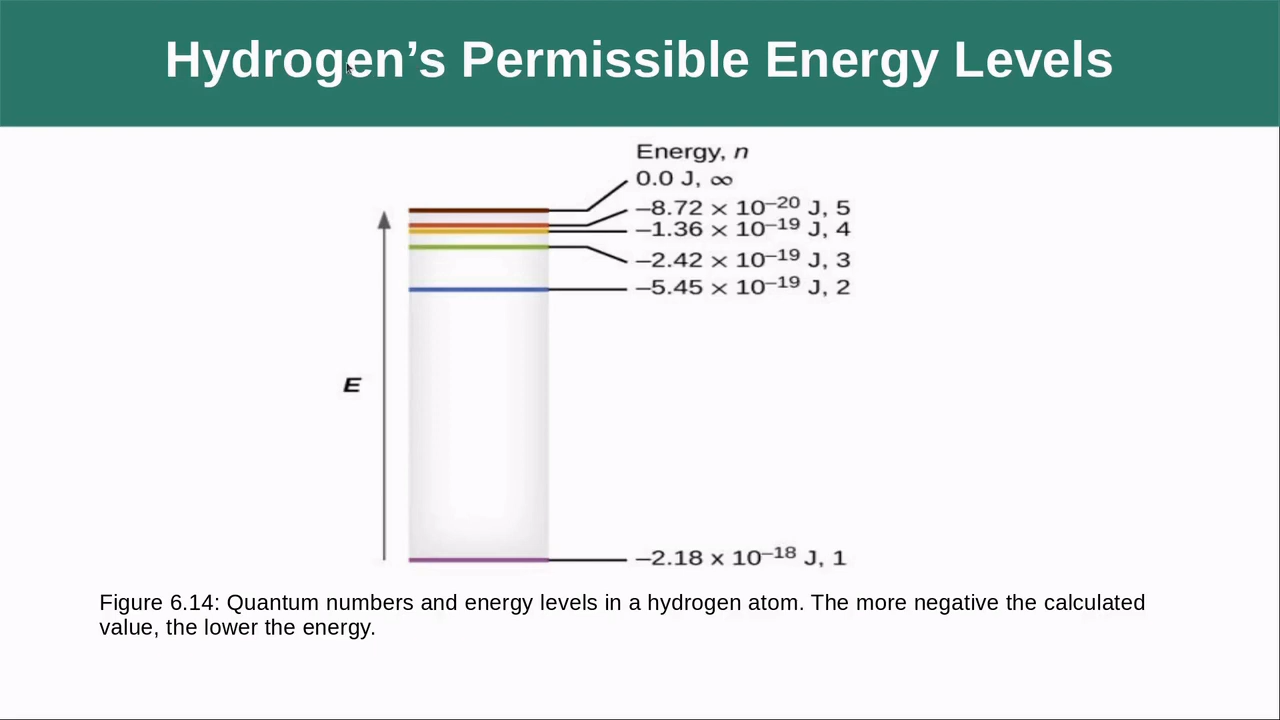 Hydrogen’s Permissible Energy Levels
Energy, n
0.0 J, ∞
–8.72 × 10⁻²⁰ J, 5
–1.36 × 10⁻¹⁹ J, 4
–2.42 × 10⁻¹⁹ J, 3
–5.45 × 10⁻¹⁹ J, 2
E
–2.18 x 10⁻¹⁸ J, 1
Figure 6.14: Quantum numbers and energy levels in a hydrogen atom. The more negative the calculated
value, the lower the energy.